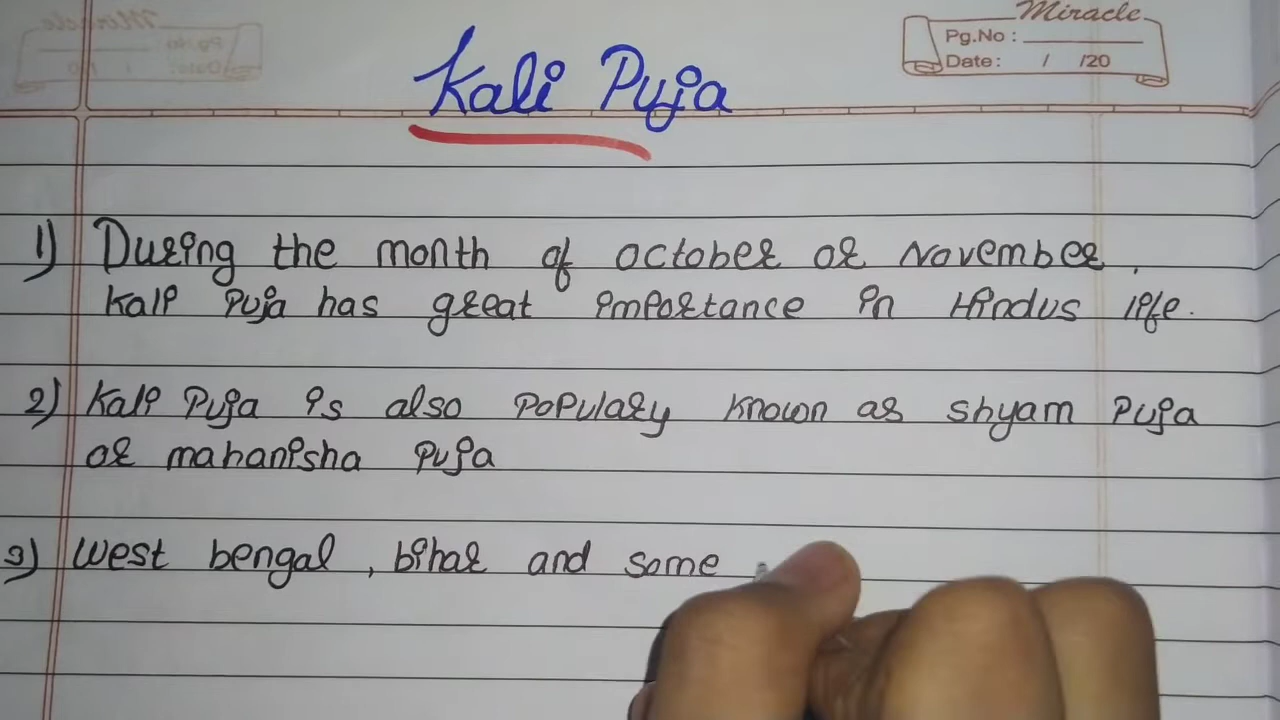 Miracle
Pg.No :
Date: / /20
Kali Puja
1) During the month of october or November,
Kali Puja has great importance in Hindus life.
2) Kali Puja is also Populary known as shyam Puja
or mahanisha Puja
3) West bengal, bihar and some